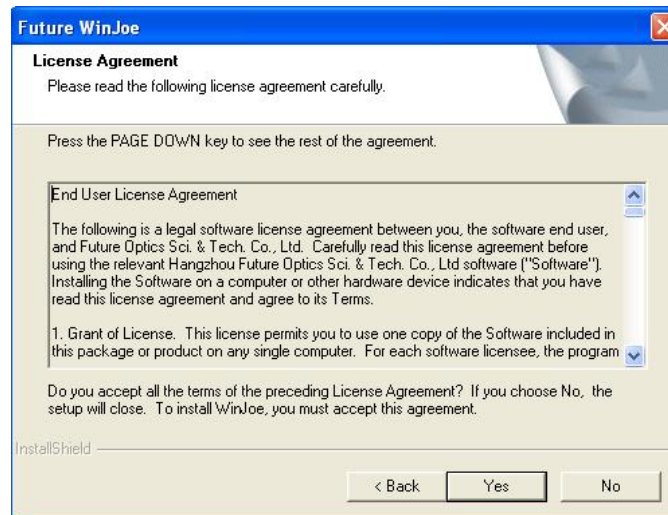 Future WinJoe
License Agreement
Please read the following license agreement carefully.
Press the PAGE DOWN key to see the rest of the agreement.
End User License Agreement
The following is a legal software license agreement between you, the software end user,
and Future Optics Sci. & Tech. Co., Ltd. Carefully read this license agreement before
using the relevant Hangzhou Future Optics Sci. & Tech. Co., Ltd software ("Software").
Installing the Software on a computer or other hardware device indicates that you have
read this license agreement and agree to its Terms.
1. Grant of License. This license permits you to use one copy of the Software included in
this package or product on any single computer. For each software licensee, the program
Do you accept all the terms of the preceding License Agreement? If you choose No, the
setup will close. To install WinJoe, you must accept this agreement.
InstallShield
< Back Yes No